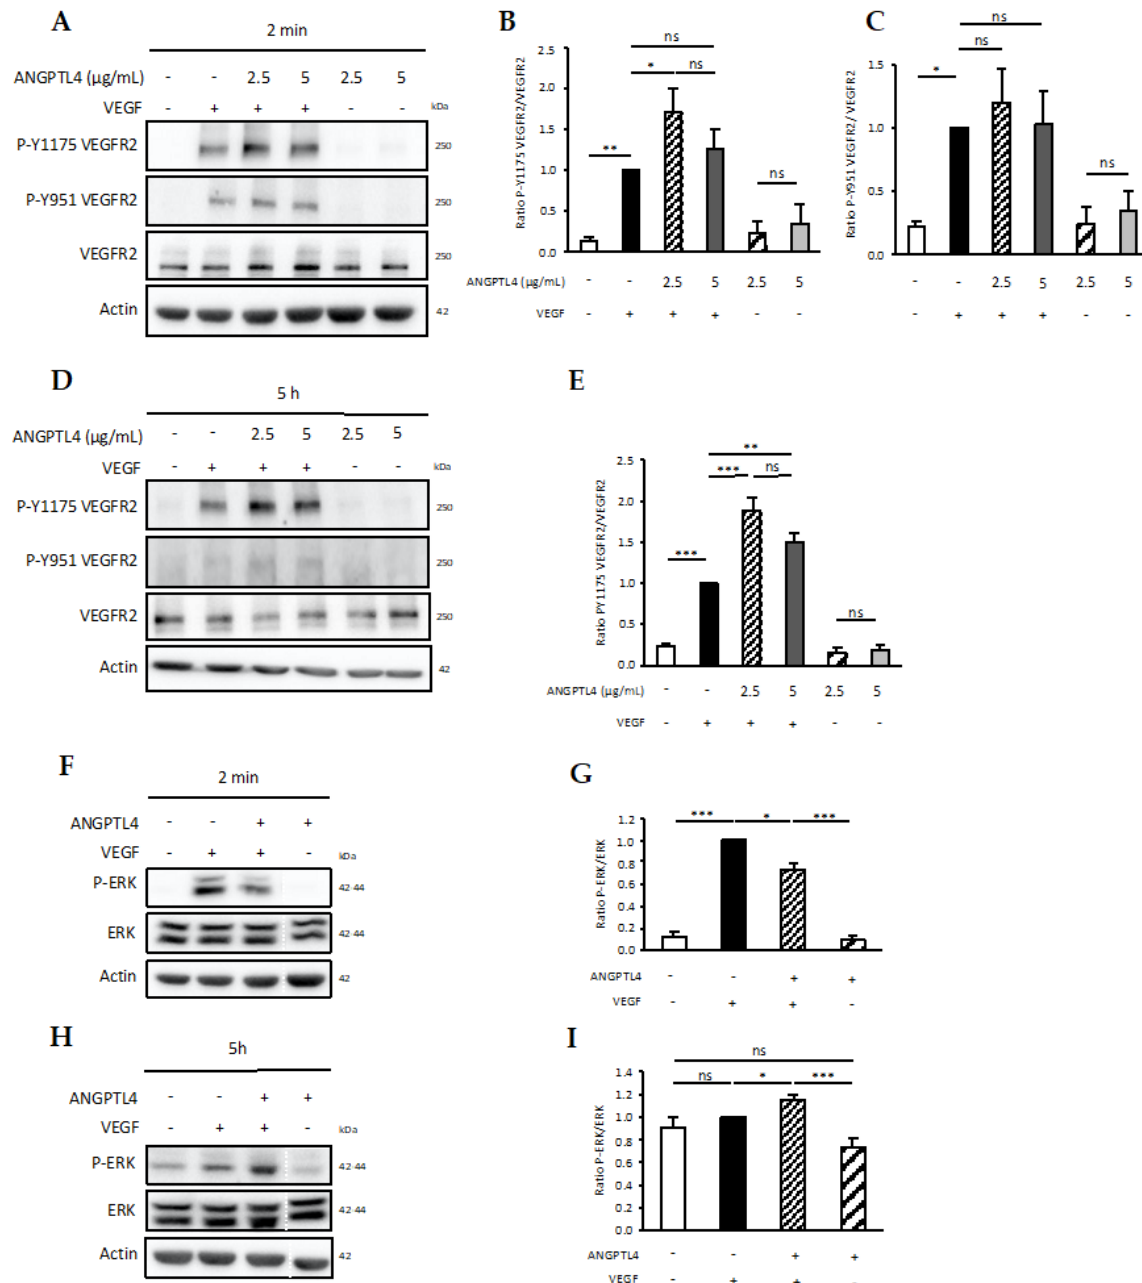 A
2 min
ANGPTL4 (µg/mL) - - 2.5 5 2.5 5
VEGF - + + + - - kDa
P-Y1175 VEGFR2 250
P-Y951 VEGFR2 250
VEGFR2 250
Actin 42
B
Ratio P-Y1175 VEGFR2/VEGFR2
2.5
2.0
1.5
1.0
0.5
0.0
** * ns ns ns
ANGPTL4 (µg/mL) - - 2.5 5 2.5 5
VEGF - + + + - -
C
Ratio P-Y951 VEGFR2/ VEGFR2
1.5
1.0
0.5
0.0
* ns ns ns
- - 2.5 5 2.5 5
- + + + - -
D
5 h
ANGPTL4 (µg/mL) - - 2.5 5 2.5 5
VEGF - + + + - - kDa
P-Y1175 VEGFR2 250
P-Y951 VEGFR2 250
VEGFR2 250
Actin 42
E
Ratio PY1175 VEGFR2/VEGFR2
2.5
2.0
1.5
1.0
0.5
0.0
*** *** ** ns ns
ANGPTL4 (µg/mL) - - 2.5 5 2.5 5
VEGF - + + + - -
F
2 min
ANGPTL4 - - + +
VEGF - + + - kDa
P-ERK 42-44
ERK 42-44
Actin 42
G
Ratio P-ERK/ERK
1.2
1.0
0.8
0.6
0.4
0.2
0.0
*** * ***
ANGPTL4 - - + +
VEGF - + + -
H
5h
ANGPTL4 - - + +
VEGF - + + - kDa
P-ERK 42-44
ERK 42-44
Actin 42
I
Ratio P-ERK/ERK
1.4
1.2
1.0
0.8
0.6
0.4
0.2
0.0
ns
ns * ***
ANGPTL4 - - + +
VEGF - + + -